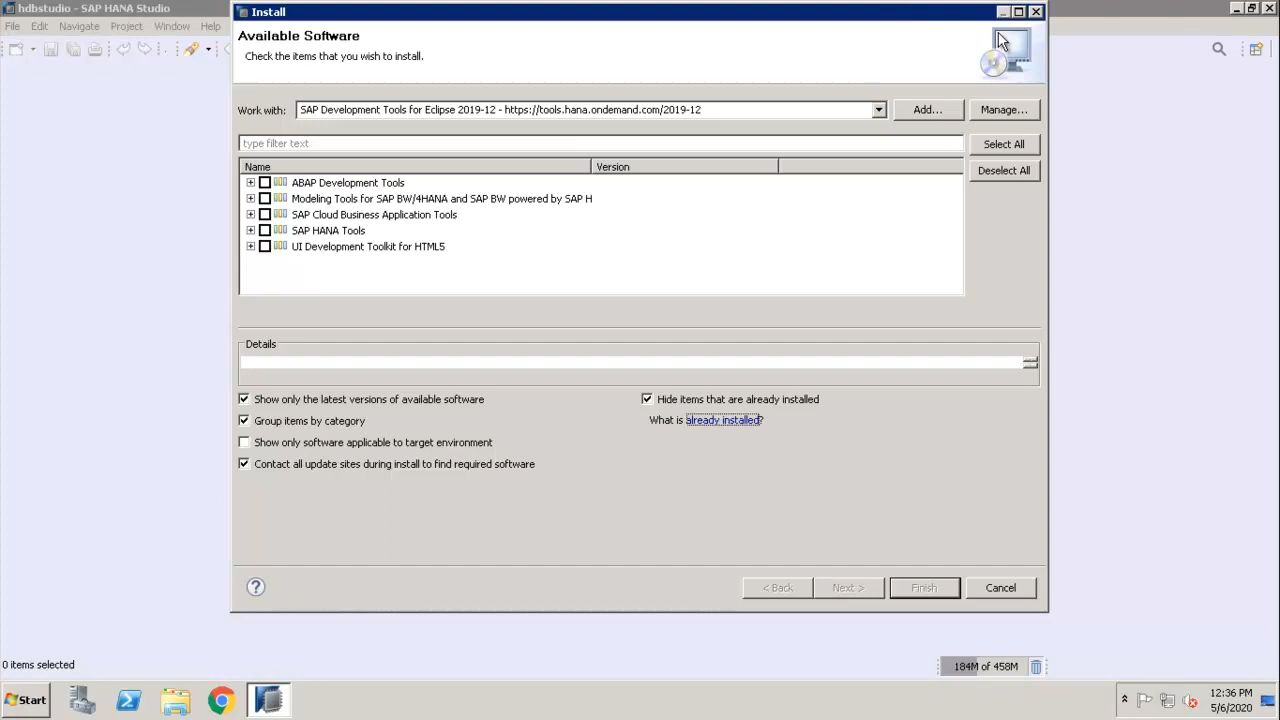 hdbstudio - SAP HANA Studio
File Edit Navigate Project Window Help
Install
Available Software
Check the items that you wish to install.
Work with: SAP Development Tools for Eclipse 2019-12 - https://tools.hana.ondemand.com/2019-12 Add... Manage...
type filter text
Select All
Deselect All
Name Version
ABAP Development Tools
Modeling Tools for SAP BW/4HANA and SAP BW powered by SAP H
SAP Cloud Business Application Tools
SAP HANA Tools
UI Development Toolkit for HTML5
Details
Show only the latest versions of available software
Hide items that are already installed
Group items by category
What is already installed?
Show only software applicable to target environment
Contact all update sites during install to find required software
< Back Next > Finish Cancel
0 items selected
184M of 458M
Start
12:36 PM
5/6/2020